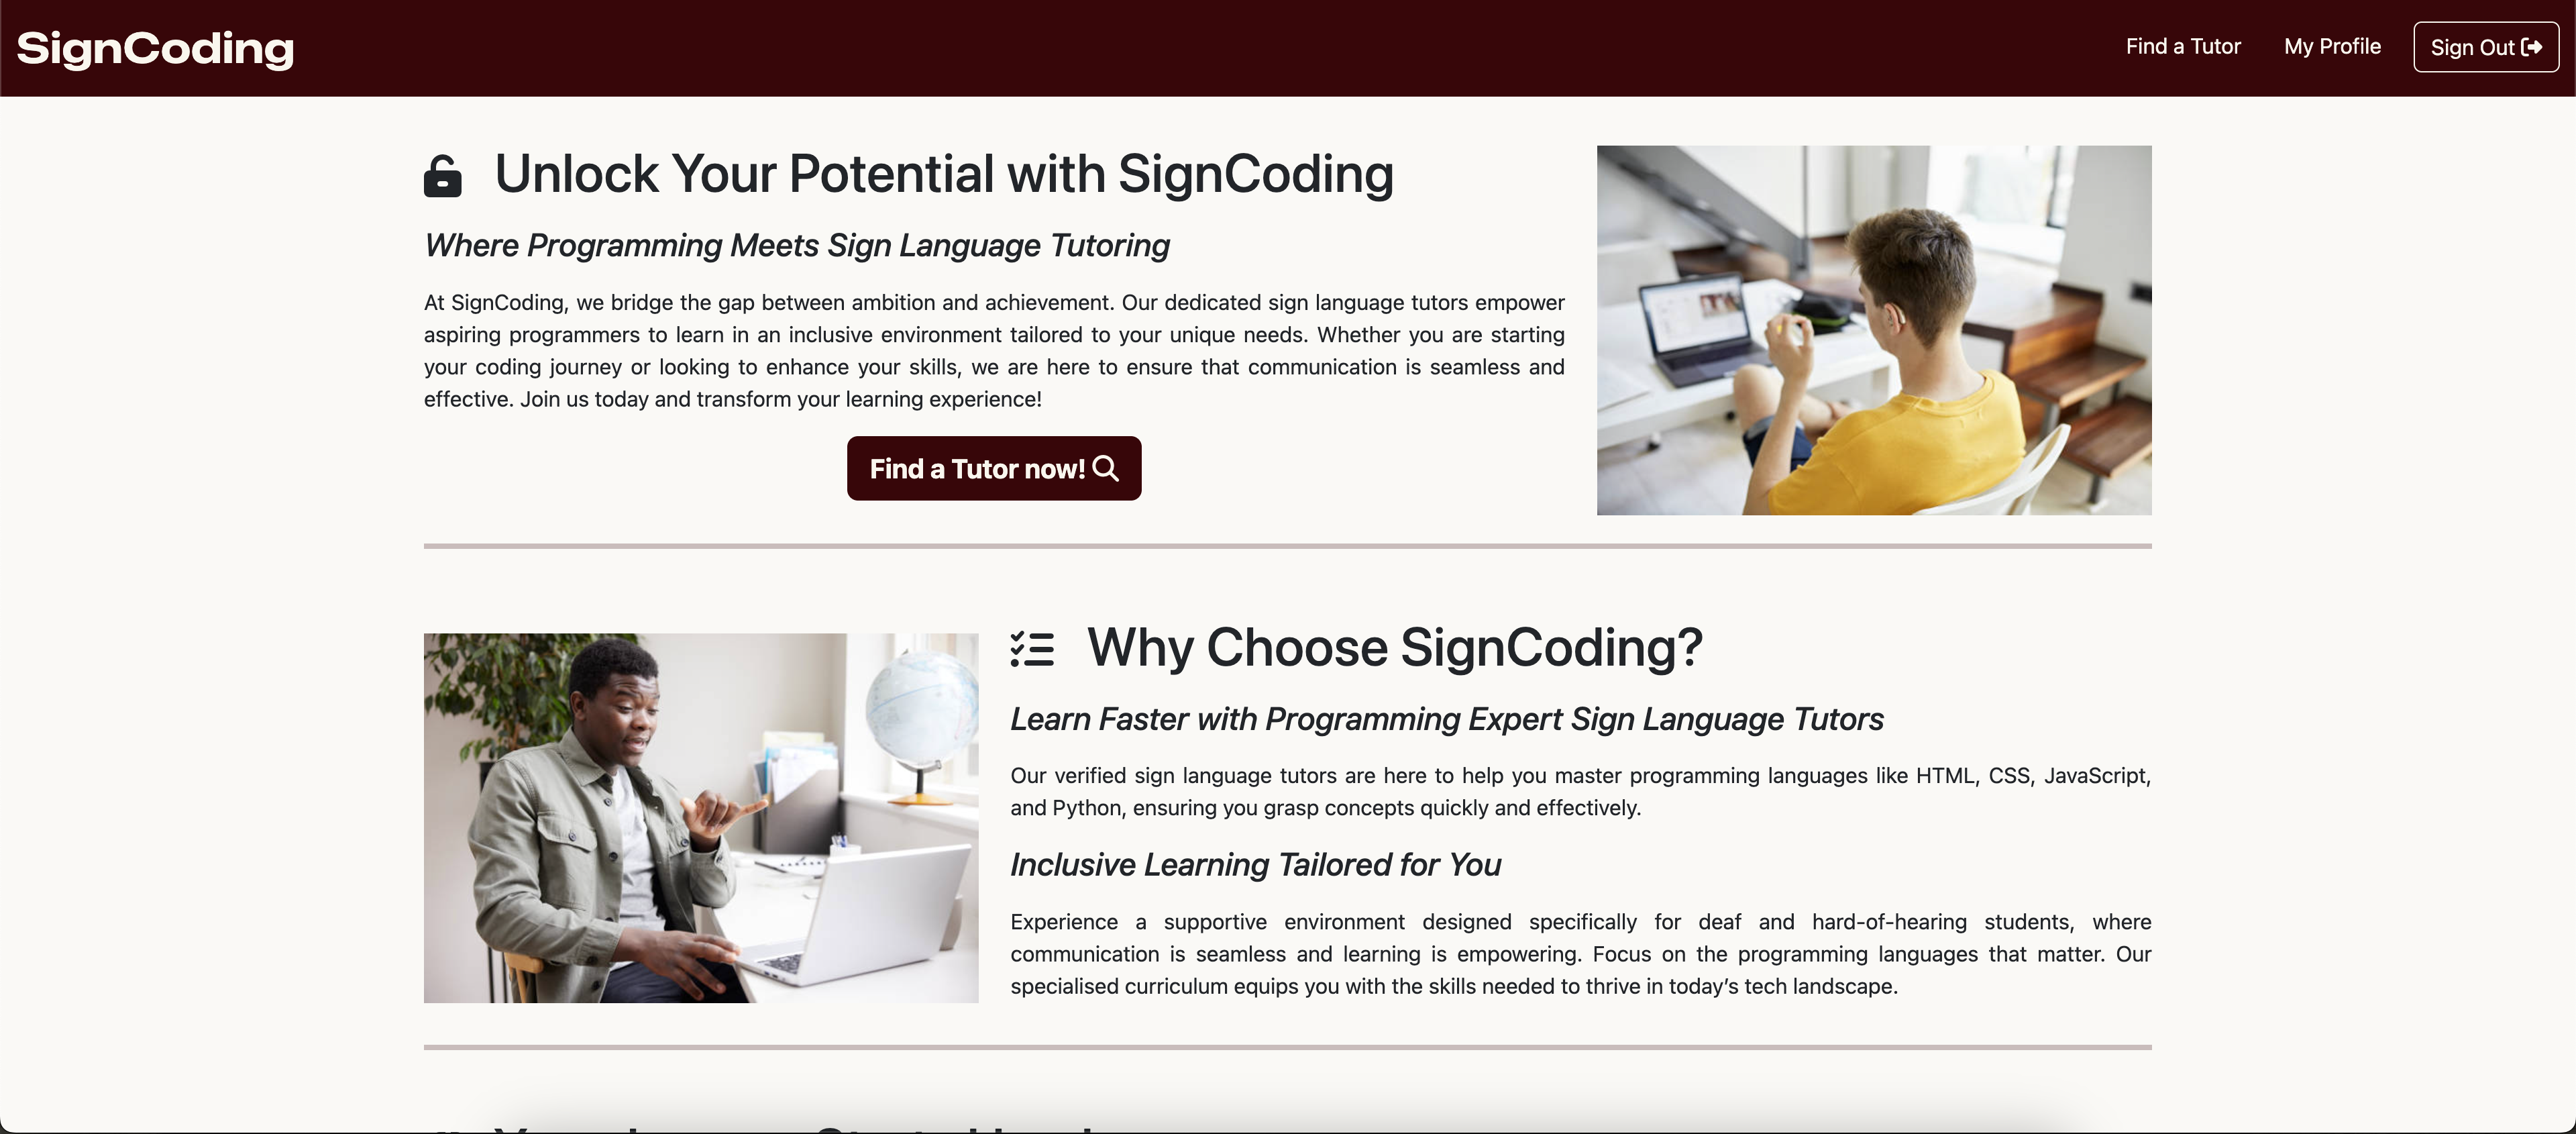 SignCoding
Find a Tutor
My Profile
Sign Out
Unlock Your Potential with SignCoding
Where Programming Meets Sign Language Tutoring
At SignCoding, we bridge the gap between ambition and achievement. Our dedicated sign language tutors empower
aspiring programmers to learn in an inclusive environment tailored to your unique needs. Whether you are starting
your coding journey or looking to enhance your skills, we are here to ensure that communication is seamless and
effective. Join us today and transform your learning experience!
Find a Tutor now!
Why Choose SignCoding?
Learn Faster with Programming Expert Sign Language Tutors
Our verified sign language tutors are here to help you master programming languages like HTML, CSS, JavaScript,
and Python, ensuring you grasp concepts quickly and effectively.
Inclusive Learning Tailored for You
Experience a supportive environment designed specifically for deaf and hard-of-hearing students, where
communication is seamless and learning is empowering. Focus on the programming languages that matter. Our
specialised curriculum equips you with the skills needed to thrive in today’s tech landscape.